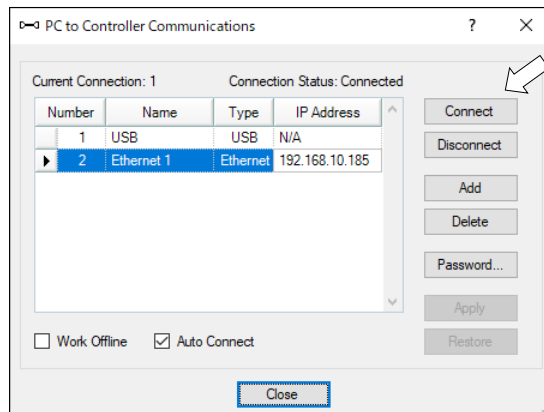 PC to Controller Communications ? X
Current Connection: 1 Connection Status: Connected
Number Name Type IP Address
1 USB USB N/A
2 Ethernet 1 Ethernet 192.168.10.185
Connect
Disconnect
Add
Delete
Password...
Apply
Restore
Work Offline Auto Connect
Close